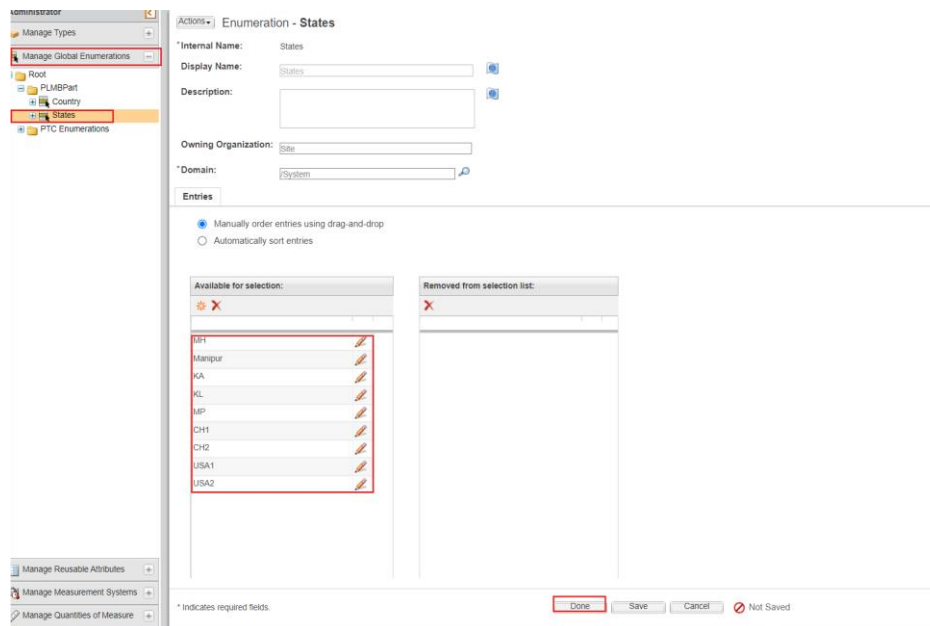 Administrator
Manage Types
Manage Global Enumerations
Root
PLMBPart
Country
States
PTC Enumerations
Manage Reusable Attributes
Manage Measurement Systems
Manage Quantities of Measure
Actions Enumeration - States
*Internal Name: States
Display Name: States
Description:
Owning Organization: Site
*Domain: /System
Entries
Manually order entries using drag-and-drop
Automatically sort entries
Available for selection: Removed from selection list:
MH
Manipur
KA
KL
MP
CH1
CH2
USA1
USA2
* Indicates required fields. Done Save Cancel Not Saved